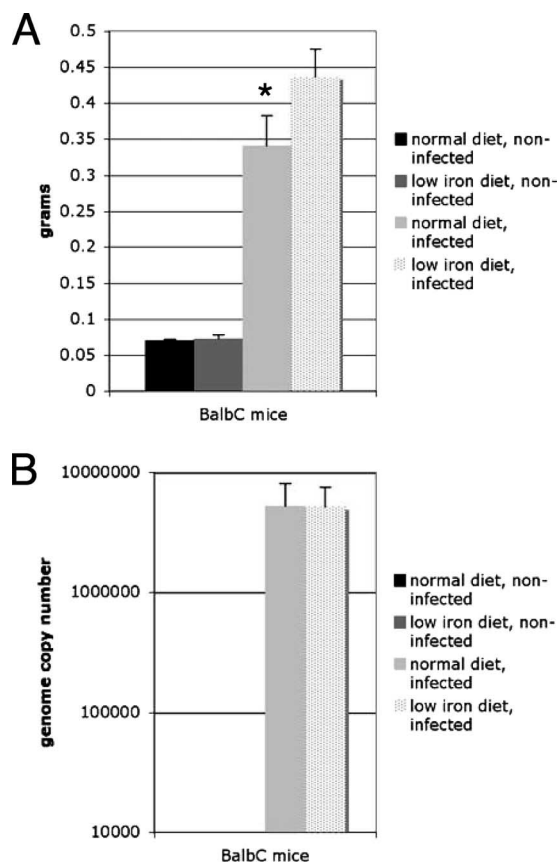 A
0.5
0.45
0.4
0.35
0.3
0.25
0.2
0.15
0.1
0.05
0
grams
*
BalbC mice
normal diet, non-
infected
low iron diet, non-
infected
normal diet,
infected
low iron diet,
infected
B
10000000
1000000
100000
10000
genome copy number
BalbC mice
normal diet, non-
infected
low iron diet, non-
infected
normal diet,
infected
low iron diet,
infected